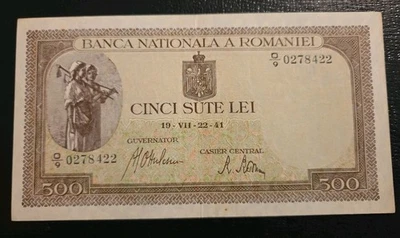 BANCA NATIONALA A ROMANIEI
O/9 0278422
CINCI SUTE LEI
19-VII-22-41
GUVERNATOR,
CASIER CENTRAL,
O/9 0278422
500
500